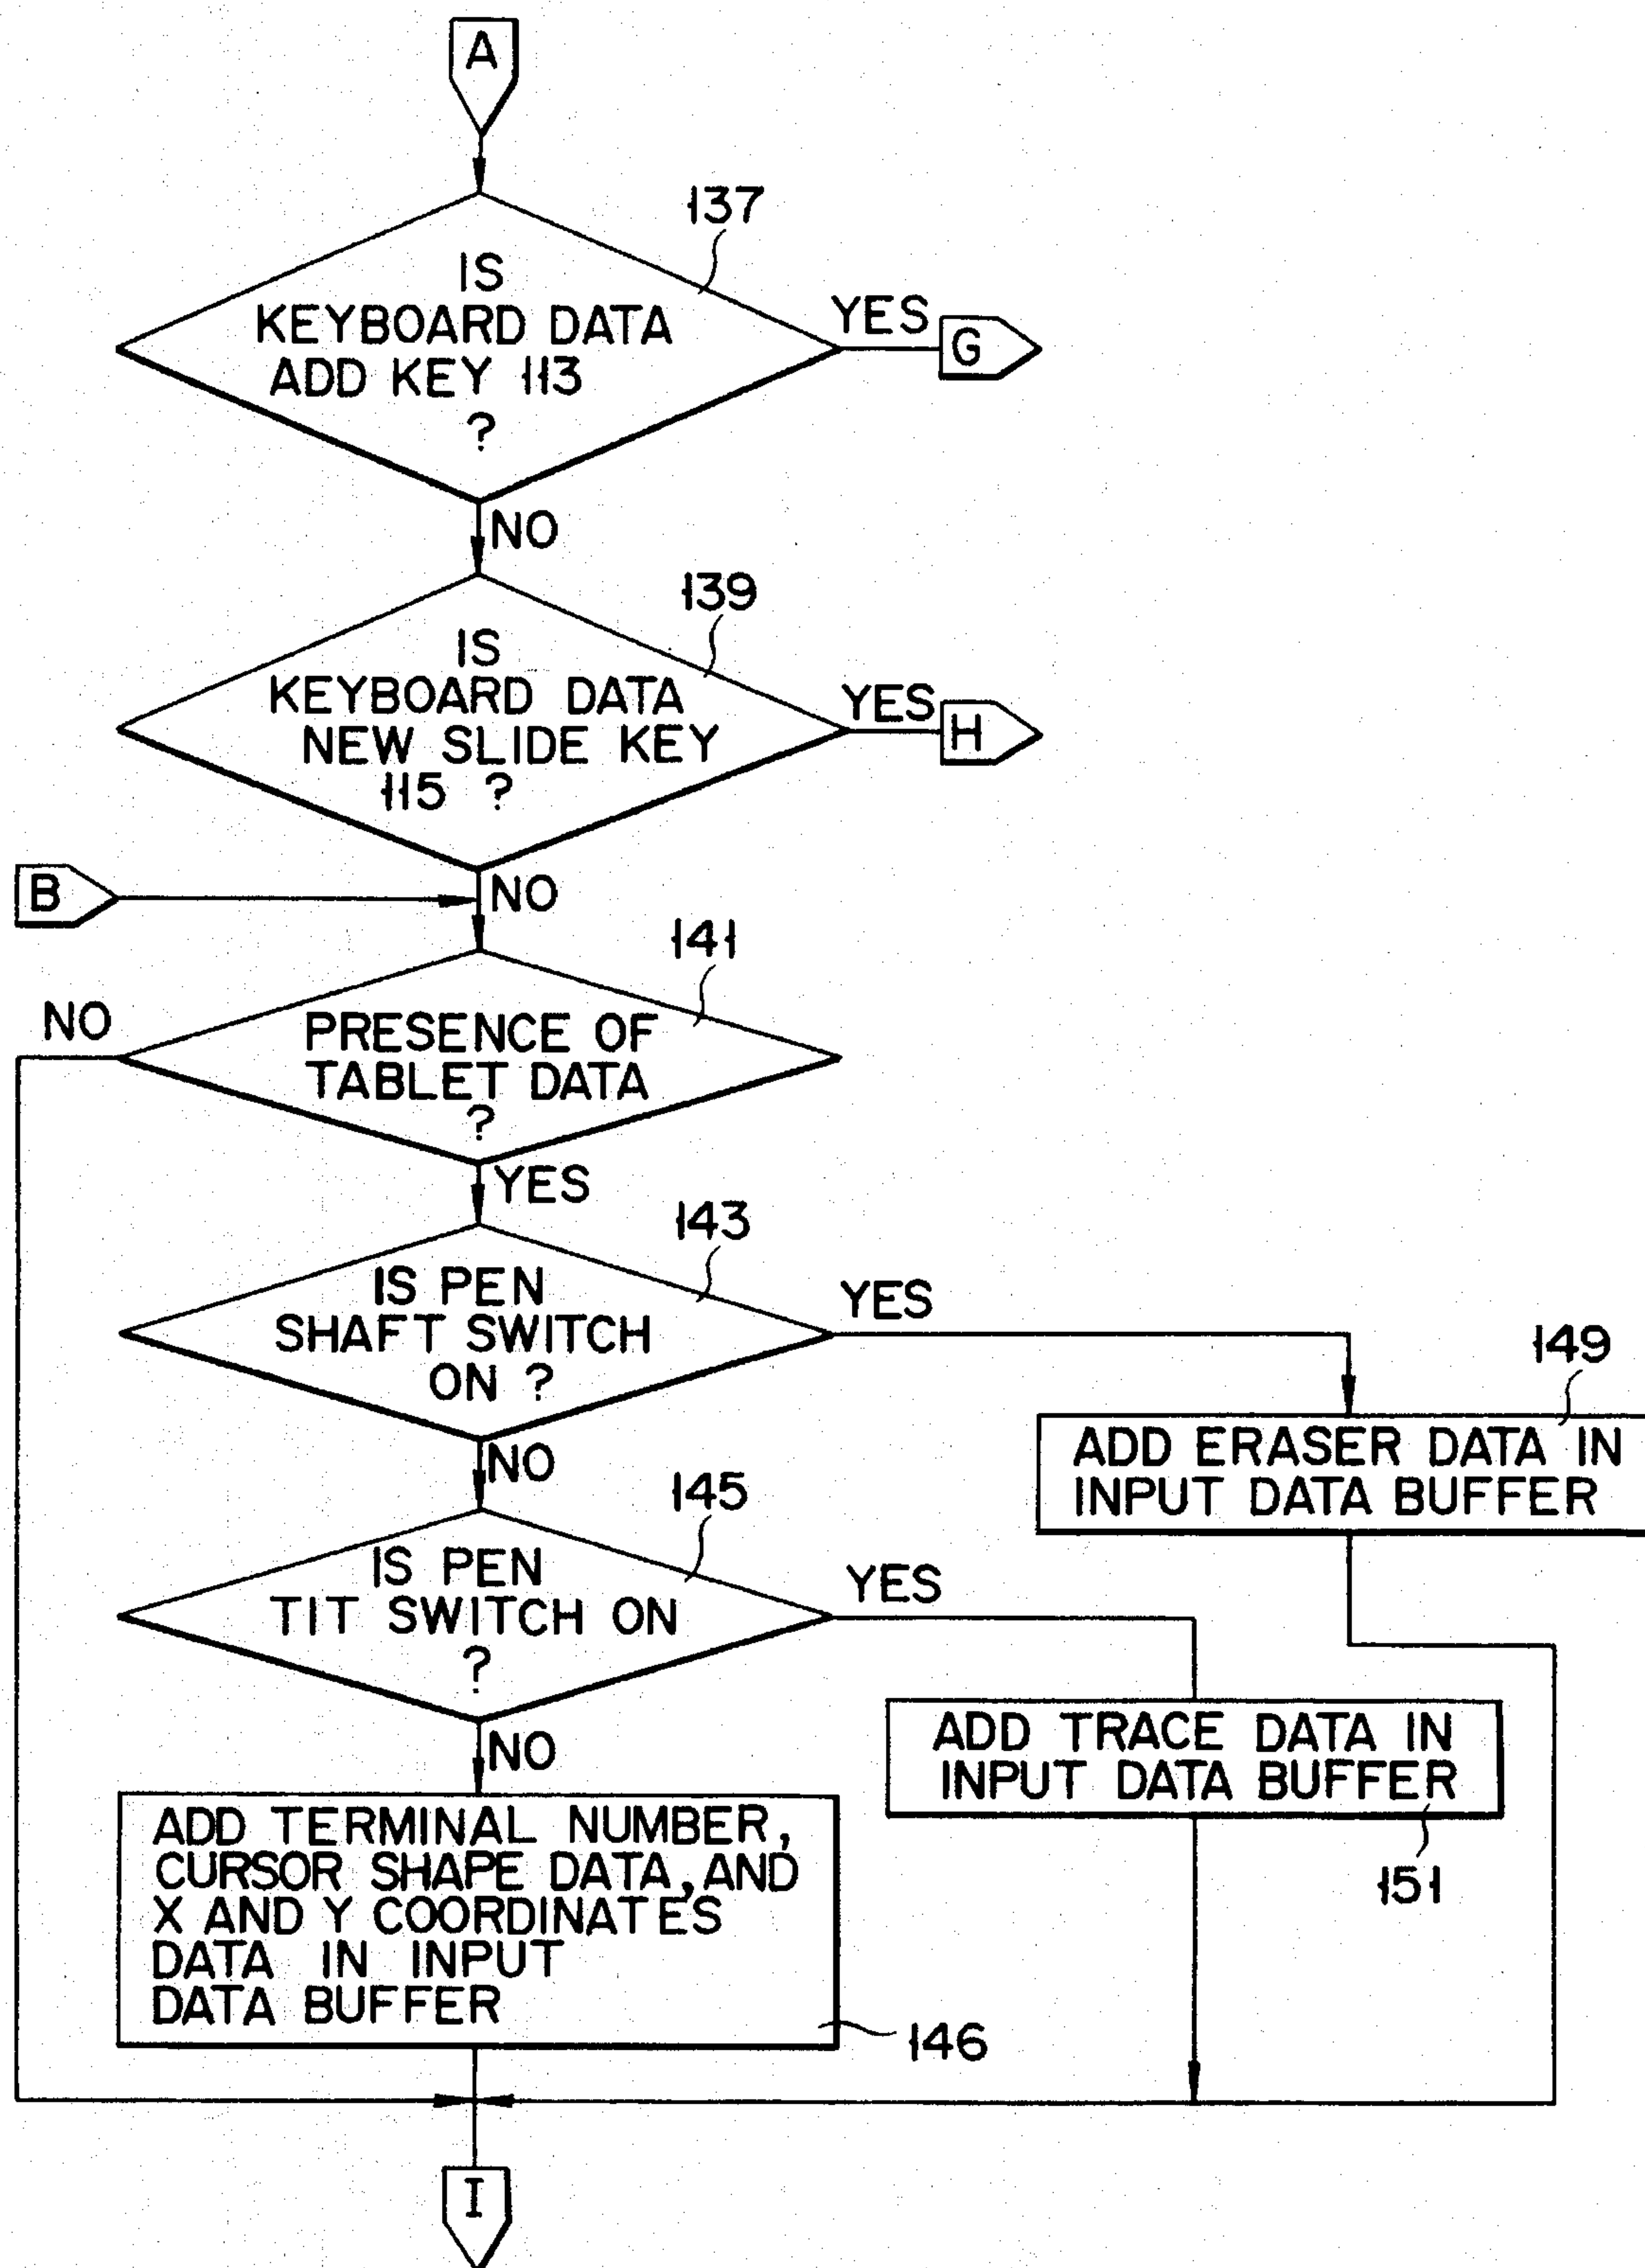 A
137
IS
KEYBOARD DATA
ADD KEY 113
?
YES
G
NO
139
IS
KEYBOARD DATA
NEW SLIDE KEY
115 ?
YES
H
B
NO
141
NO
PRESENCE OF
TABLET DATA
?
YES
143
IS PEN
SHAFT SWITCH
ON ?
YES
149
ADD ERASER DATA IN
INPUT DATA BUFFER
NO
145
IS PEN
TIT SWITCH ON
?
YES
ADD TRACE DATA IN
INPUT DATA BUFFER
151
NO
ADD TERMINAL NUMBER,
CURSOR SHAPE DATA, AND
X AND Y COORDINATES
DATA IN INPUT
DATA BUFFER
146
I